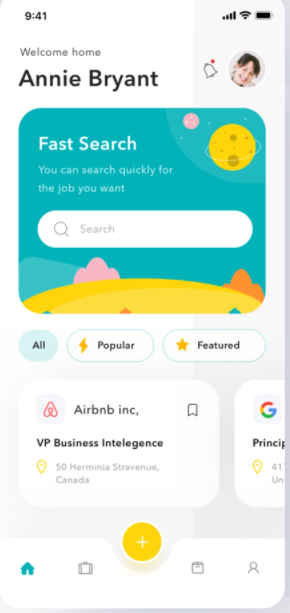 9:41
Welcome home
Annie Bryant
Fast Search
You can search quickly for
the job you want
Search
All
Popular
Featured
Airbnb inc,
VP Business Intelegence
50 Herminia Stravenue,
Canada
G
Princip
41
Un
+